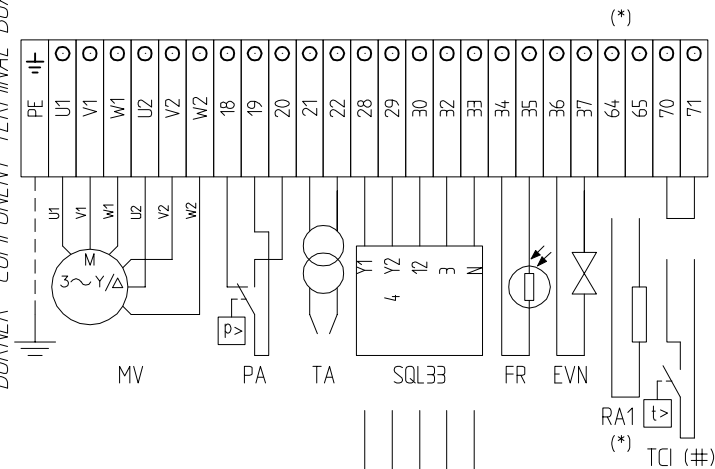 (*)
BURNER COMPONENT TERMINAL BO
PE U1 V1 W1 U2 V2 W2 18 19 20 21 22 28 29 30 32 33 34 35 36 37 64 65 70 71
U1 V1 W1 U2 V2 W2
M
3~ Y/△
p>
Y1 Y2 12 3 N
4
MV PA TA SQL33 FR EVN
RA1
(*)
t>
TCI (#)